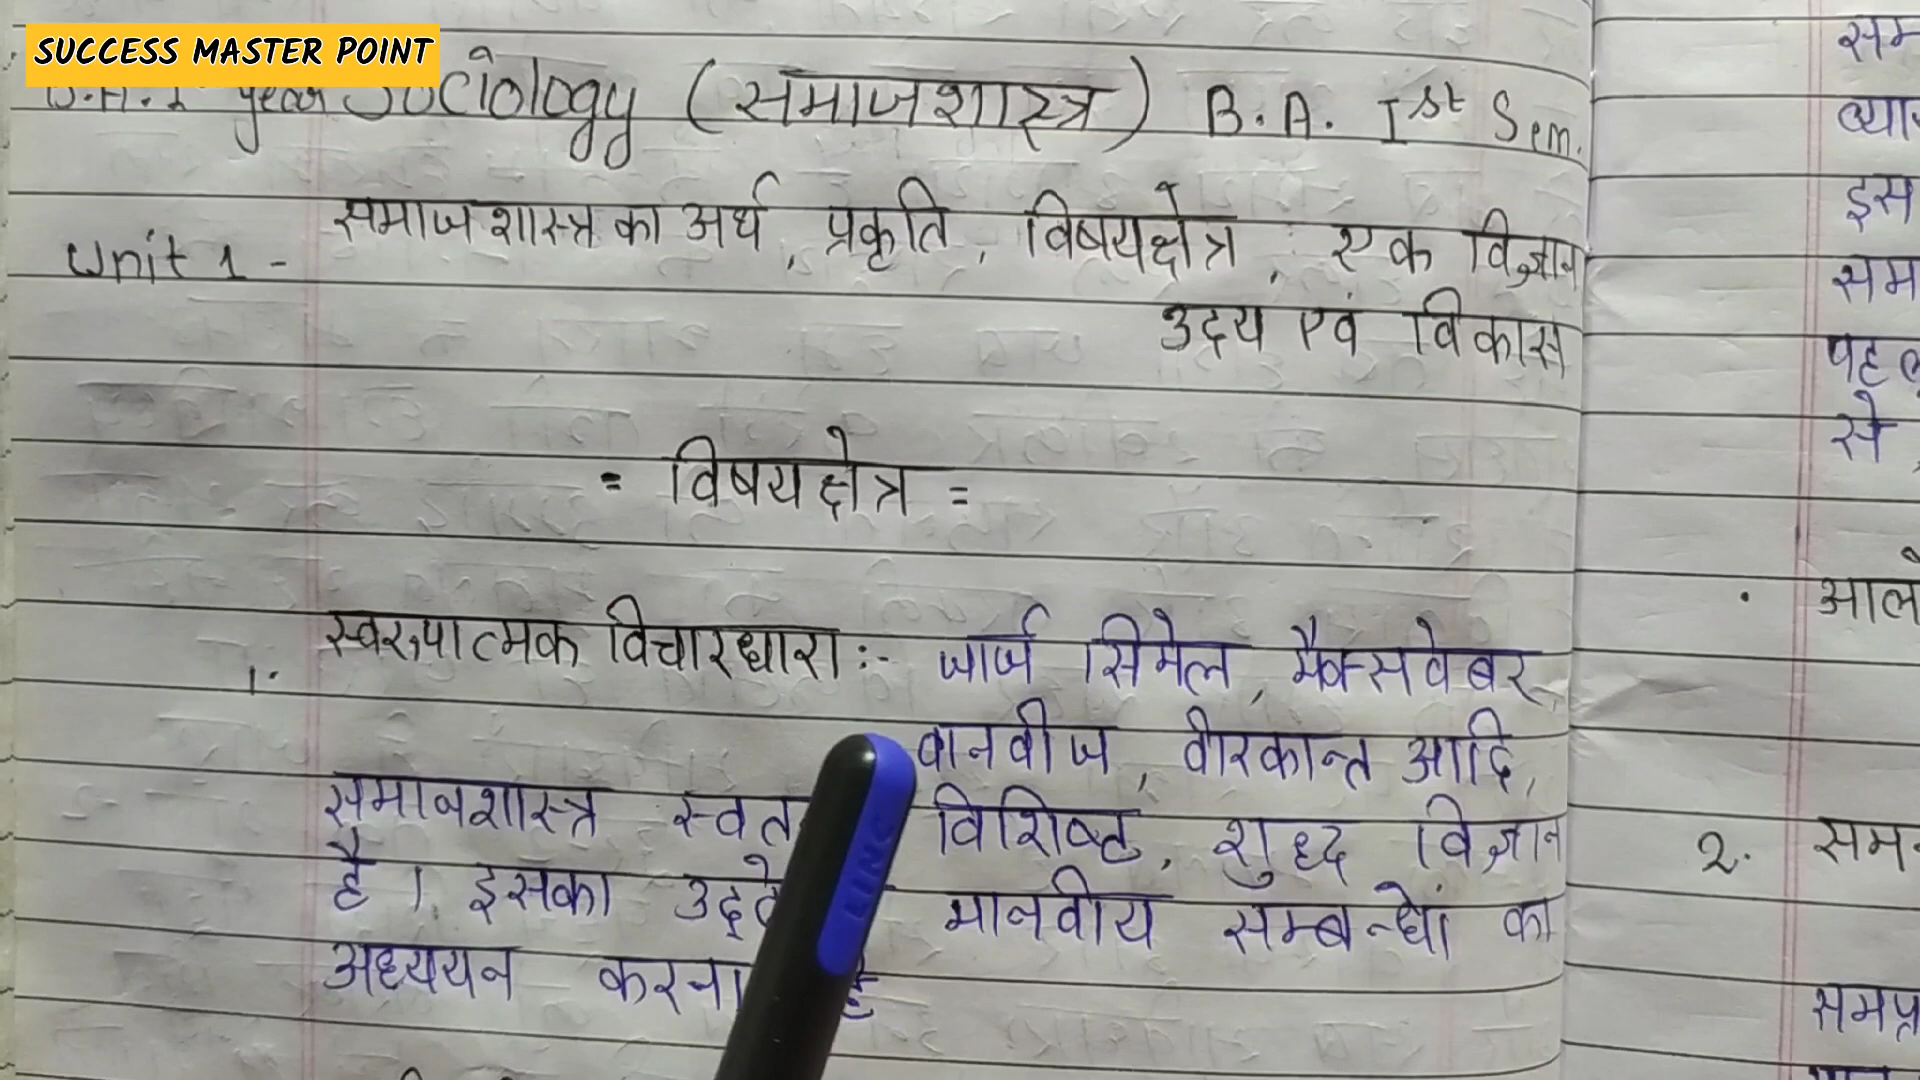 SUCCESS MASTER POINT
year Sociology (समाजशास्त्र) B.A. Ist Sem.
Unit 1 - समाजशास्त्र का अर्थ, प्रकृति, विषयक्षेत्र, एक विज्ञान
उदय एवं विकास
= विषयक्षेत्र =
1. स्वरुपात्मक विचारधारा :- जार्ज सिमेल, मैक्सवेबर
वानवीज, वीरकान्त आदि,
समाजशास्त्र विशिष्ट, शुध्द विज्ञान
है। इसका मानवीय सम्बन्धों का
अध्ययन करना है
इस
से
2.